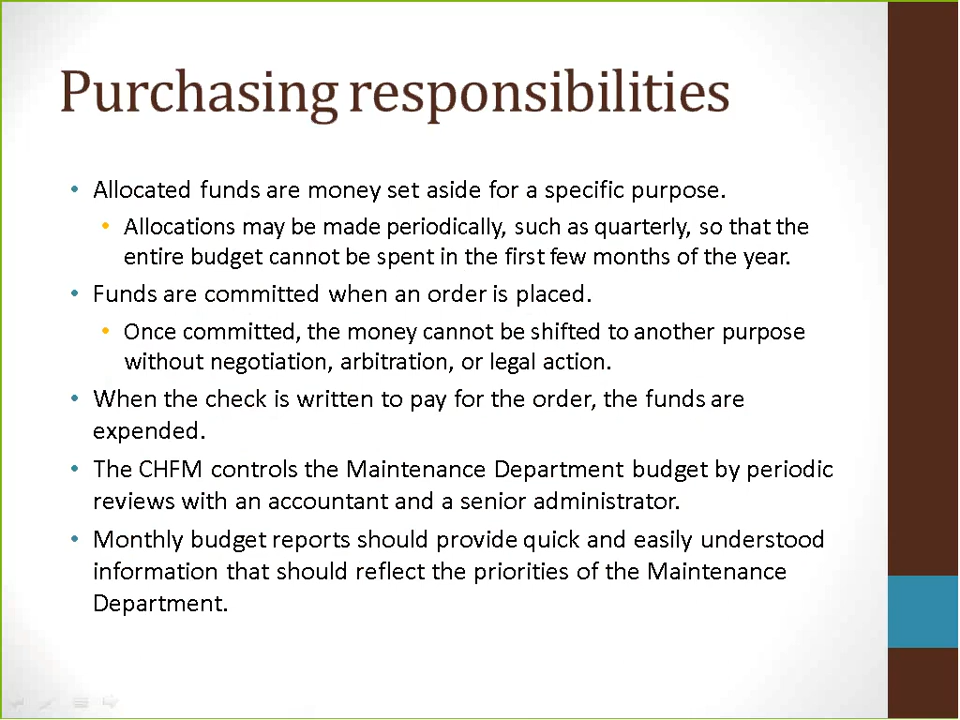 Purchasing responsibilities
• Allocated funds are money set aside for a specific purpose.
• Allocations may be made periodically, such as quarterly, so that the
entire budget cannot be spent in the first few months of the year.
• Funds are committed when an order is placed.
• Once committed, the money cannot be shifted to another purpose
without negotiation, arbitration, or legal action.
• When the check is written to pay for the order, the funds are
expended.
• The CHFM controls the Maintenance Department budget by periodic
reviews with an accountant and a senior administrator.
• Monthly budget reports should provide quick and easily understood
information that should reflect the priorities of the Maintenance
Department.